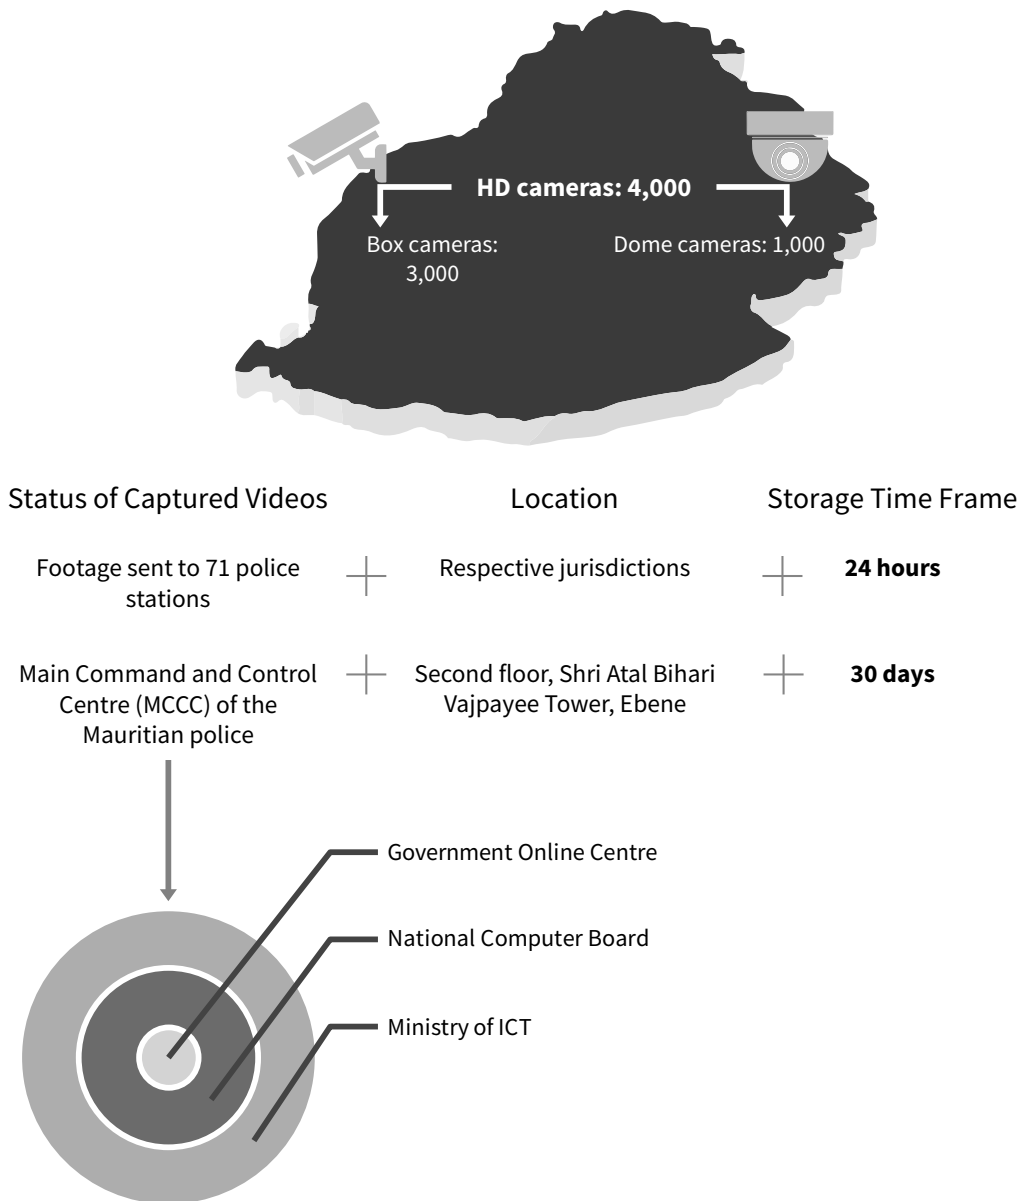 HD cameras: 4,000
Box cameras:
3,000
Dome cameras: 1,000
Status of Captured Videos
Location
Storage Time Frame
Footage sent to 71 police
stations
Respective jurisdictions
24 hours
Main Command and Control
Centre (MCCC) of the
Mauritian police
Second floor, Shri Atal Bihari
Vajpayee Tower, Ebene
30 days
Government Online Centre
National Computer Board
Ministry of ICT